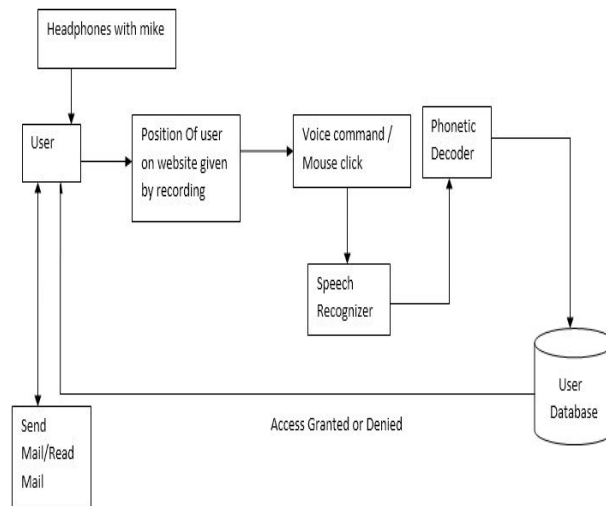 Headphones with mike
User
Position Of user
on website given
by recording
Voice command /
Mouse click
Phonetic
Decoder
Speech
Recognizer
User
Database
Access Granted or Denied
Send
Mail/Read
Mail